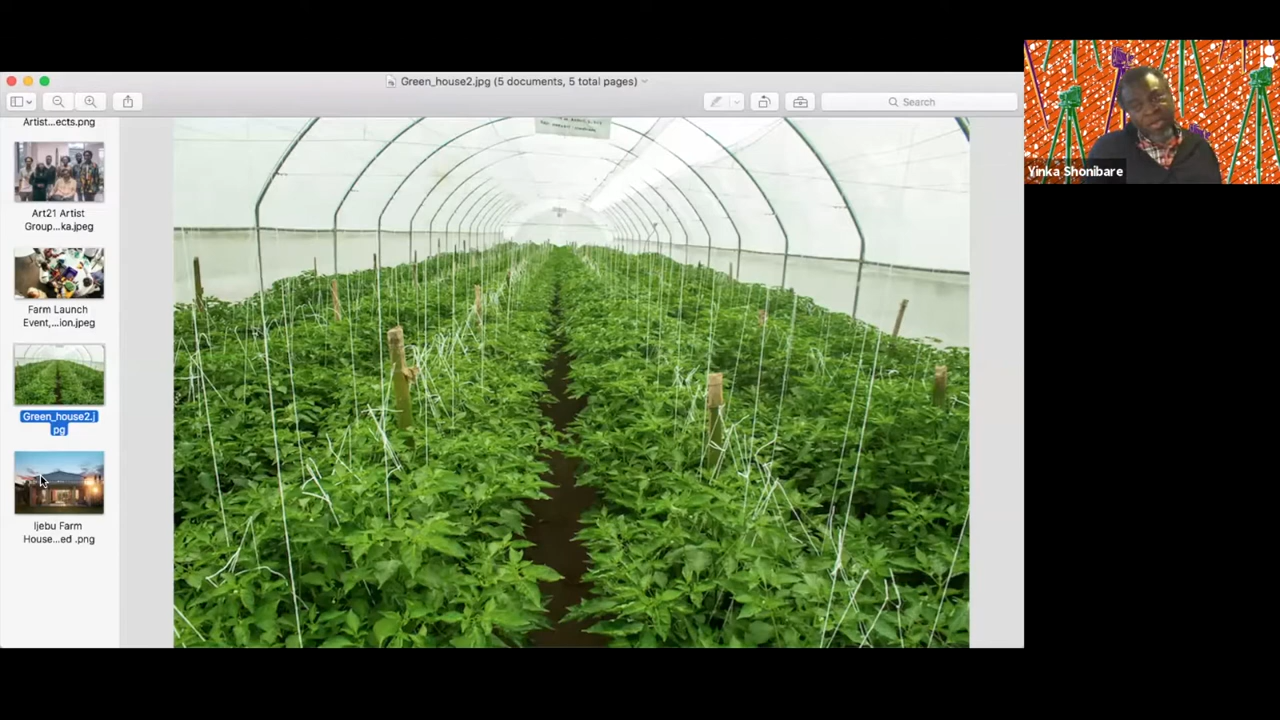 Green_house2.jpg (5 documents, 5 total pages)
Search
Artist...ects.png
Art21 Artist
Group...ka.jpeg
Farm Launch
Event,...ion.jpeg
Green_house2.j
pg
Ijebu Farm
House...ed .png
Yinka Shonibare